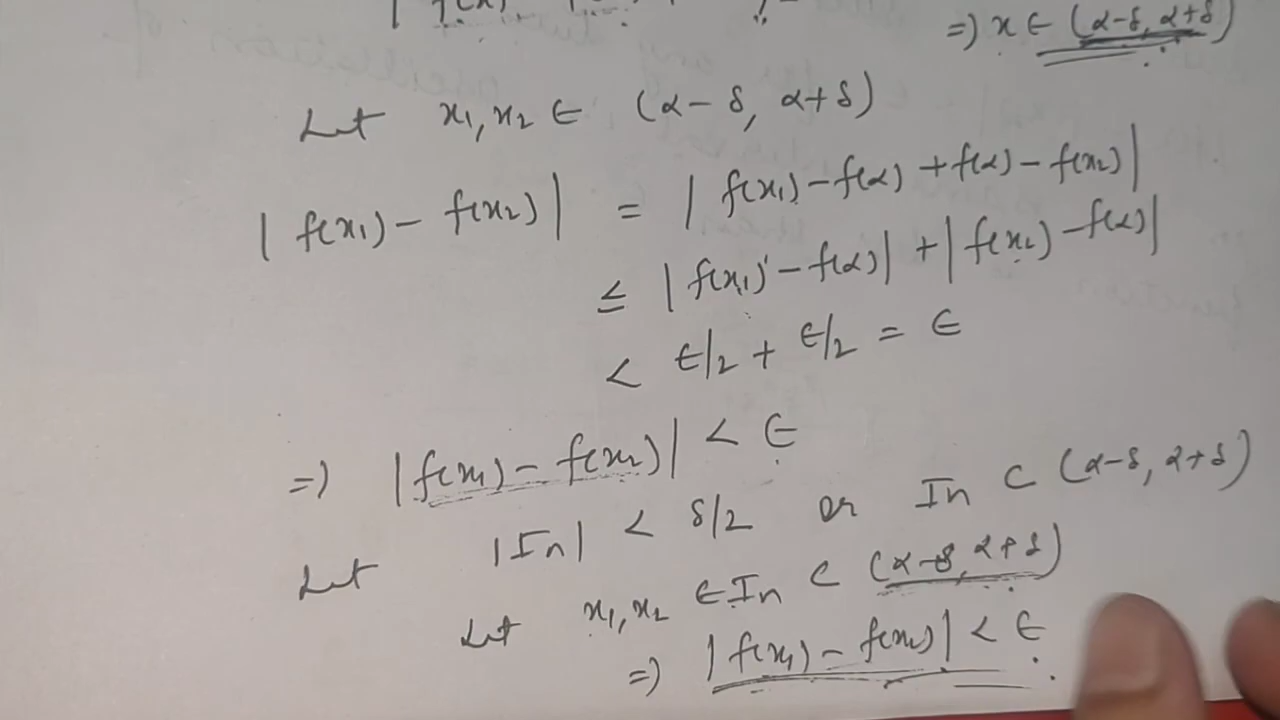 =) x ∈ (α-δ, α+δ)
Let x₁, x₂ ∈ (α-δ, α+δ)
| f(x₁) - f(x₂) | = | f(x₁) - f(α) + f(α) - f(x₂) |
≤ | f(x₁) - f(α) | + | f(x₂) - f(α) |
< ε/2 + ε/2 = ε
=) | f(x₁) - f(x₂) | < ε
Let |In| < δ/2 or In ⊂ (α-δ, α+δ)
Let x₁, x₂ ∈ In ⊂ (α-δ, α+δ)
=) | f(x₁) - f(x₂) | < ε